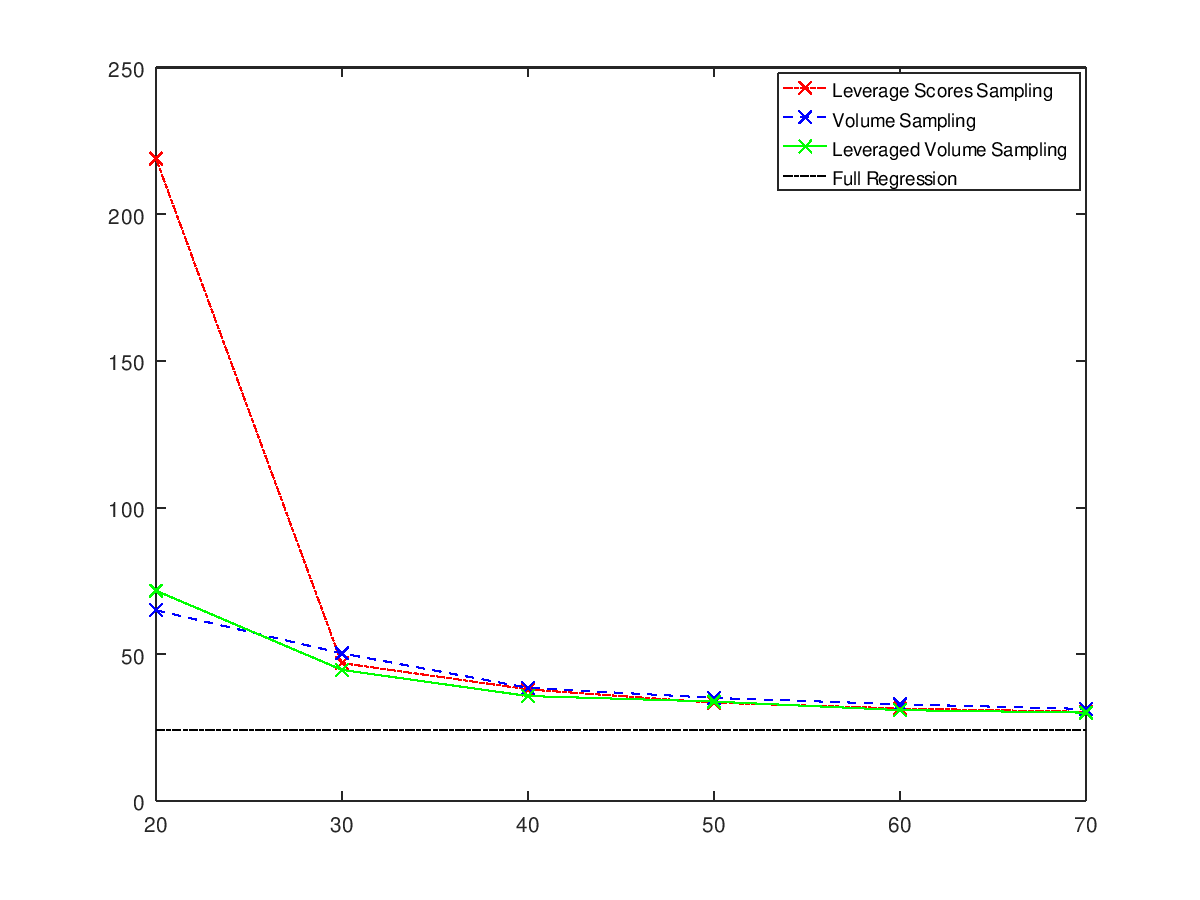 250
200
150
100
50
0
Leverage Scores Sampling
Volume Sampling
Leveraged Volume Sampling
Full Regression
20 30 40 50 60 70